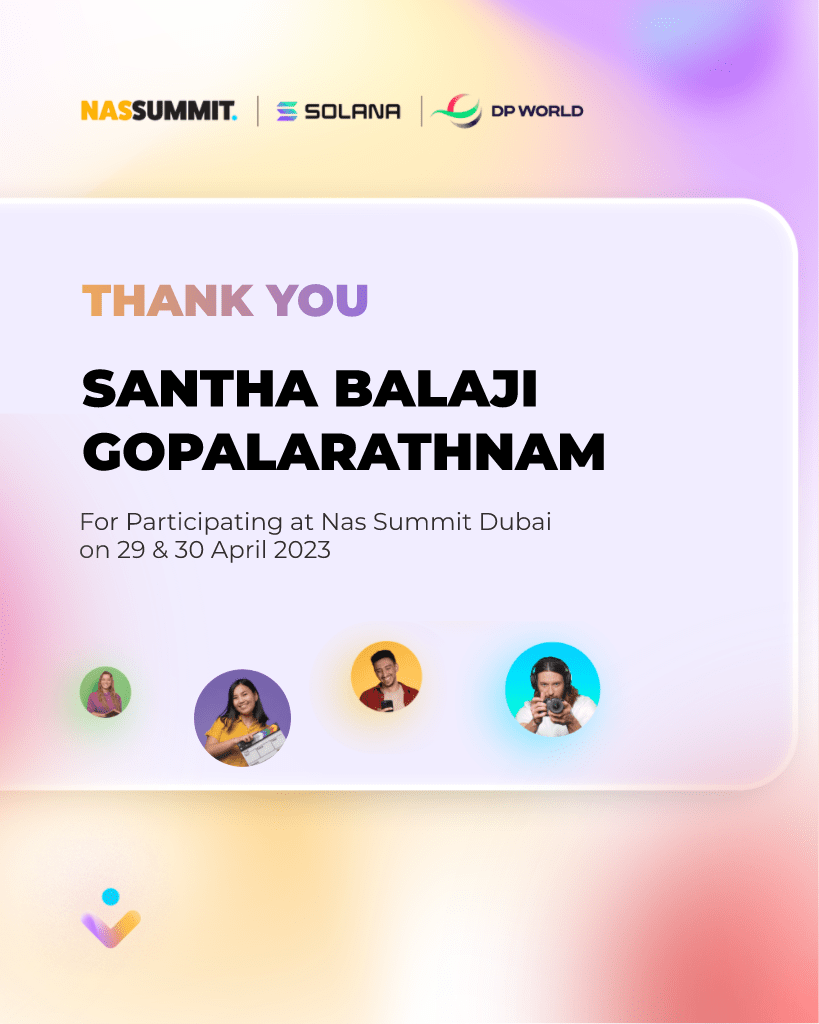 NASSUMMIT. | SOLANA | DP WORLD
THANK YOU
SANTHA BALAJI
GOPALARATHNAM
For Participating at Nas Summit Dubai
on 29 & 30 April 2023